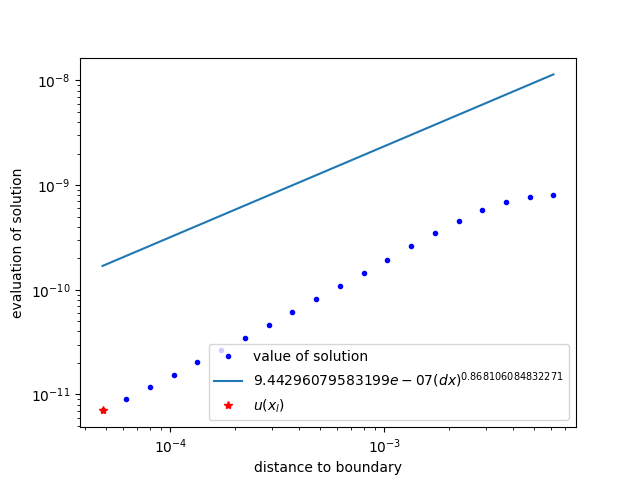 10⁻⁸
10⁻⁹
10⁻¹⁰
10⁻¹¹
evaluation of solution
value of solution
9.44296079583199e − 07(dx)^0.868106084832271
u(x_l)
10⁻⁴ 10⁻³
distance to boundary